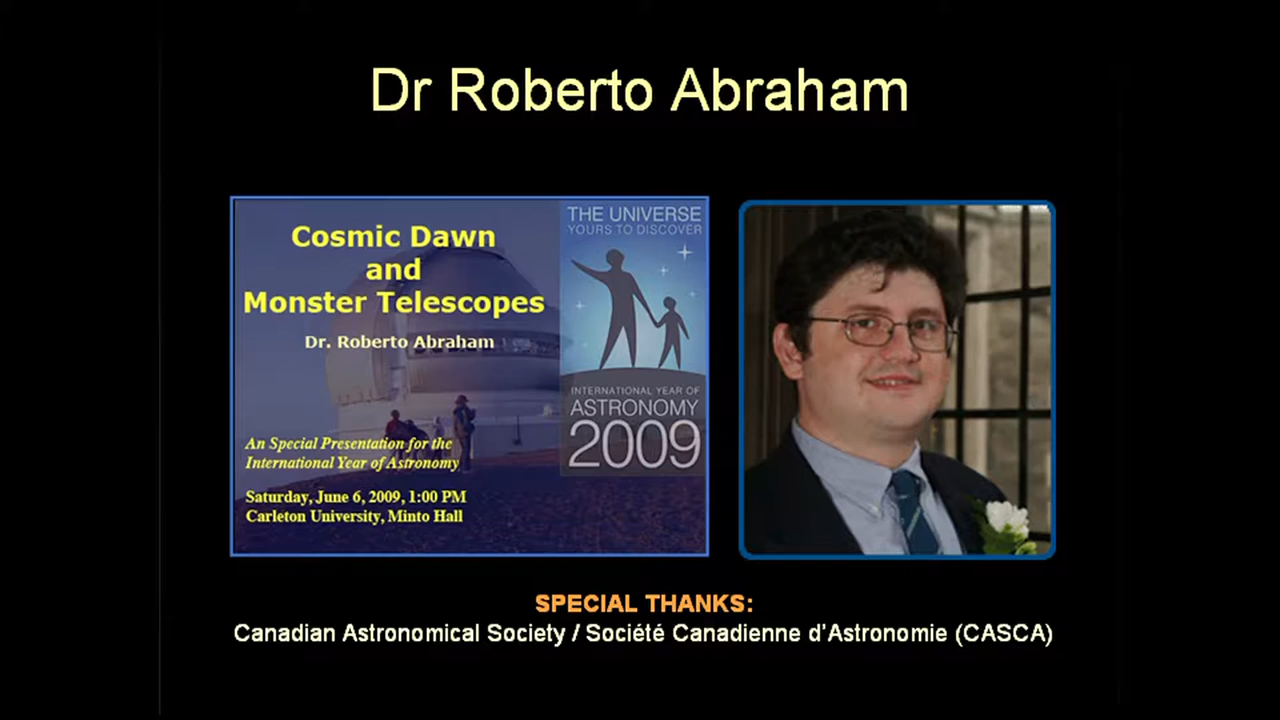 Dr Roberto Abraham
Cosmic Dawn
and
Monster Telescopes
Dr. Roberto Abraham
An Special Presentation for the
International Year of Astronomy
Saturday, June 6, 2009, 1:00 PM
Carleton University, Minto Hall
THE UNIVERSE
YOURS TO DISCOVER
INTERNATIONAL YEAR OF
ASTRONOMY
2009
SPECIAL THANKS:
Canadian Astronomical Society / Société Canadienne d'Astronomie (CASCA)